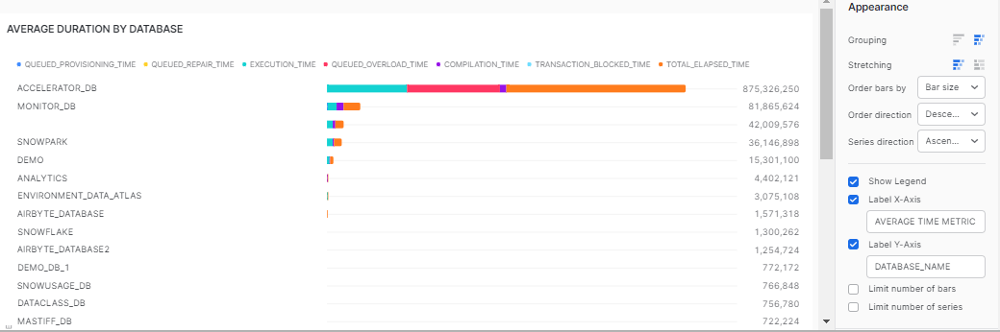 AVERAGE DURATION BY DATABASE
QUEUED_PROVISIONING_TIME QUEUED_REPAIR_TIME EXECUTION_TIME QUEUED_OVERLOAD_TIME COMPILATION_TIME TRANSACTION_BLOCKED_TIME TOTAL_ELAPSED_TIME
ACCELERATOR_DB 875,326,250
MONITOR_DB 81,865,624
42,009,576
SNOWPARK 36,146,898
DEMO 15,301,100
ANALYTICS 4,402,121
ENVIRONMENT_DATA_ATLAS 3,075,108
AIRBYTE_DATABASE 1,571,318
SNOWFLAKE 1,300,262
AIRBYTE_DATABASE2 1,254,724
DEMO_DB_1 772,172
SNOWUSAGE_DB 766,848
DATACLASS_DB 756,780
MASTIFF_DB 722,224
Appearance
Grouping
Stretching
Order bars by Bar size
Order direction Desce...
Series direction Ascen...
Show Legend
Label X-Axis
AVERAGE TIME METRIC
Label Y-Axis
DATABASE_NAME
Limit number of bars
Limit number of series